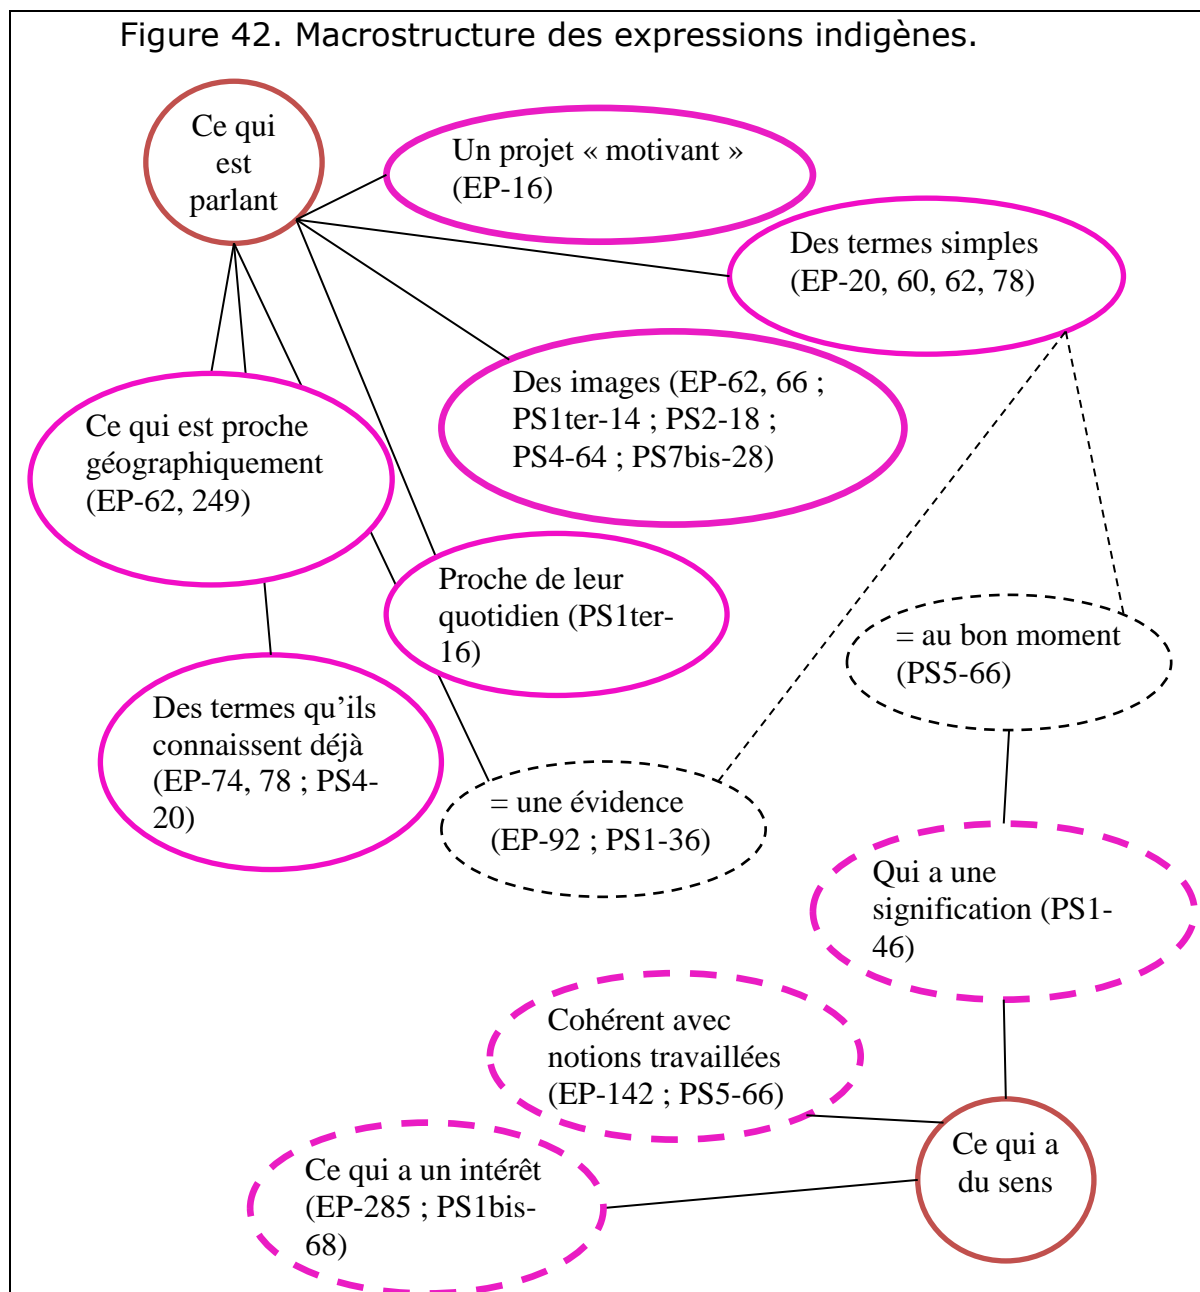 Figure 42. Macrostructure des expressions indigènes.
Ce qui
est
parlant
Un projet « motivant »
(EP-16)
Des termes simples
(EP-20, 60, 62, 78)
Des images (EP-62, 66 ;
PS1ter-14 ; PS2-18 ;
PS4-64 ; PS7bis-28)
Ce qui est proche
géographiquement
(EP-62, 249)
Proche de leur
quotidien (PS1ter-
16)
= au bon moment
(PS5-66)
Des termes qu’ils
connaissent déjà
(EP-74, 78 ; PS4-
20)
= une évidence
(EP-92 ; PS1-36)
Qui a une
signification (PS1-
46)
Cohérent avec
notions travaillées
(EP-142 ; PS5-66)
Ce qui a
du sens
Ce qui a un intérêt
(EP-285 ; PS1bis-
68)